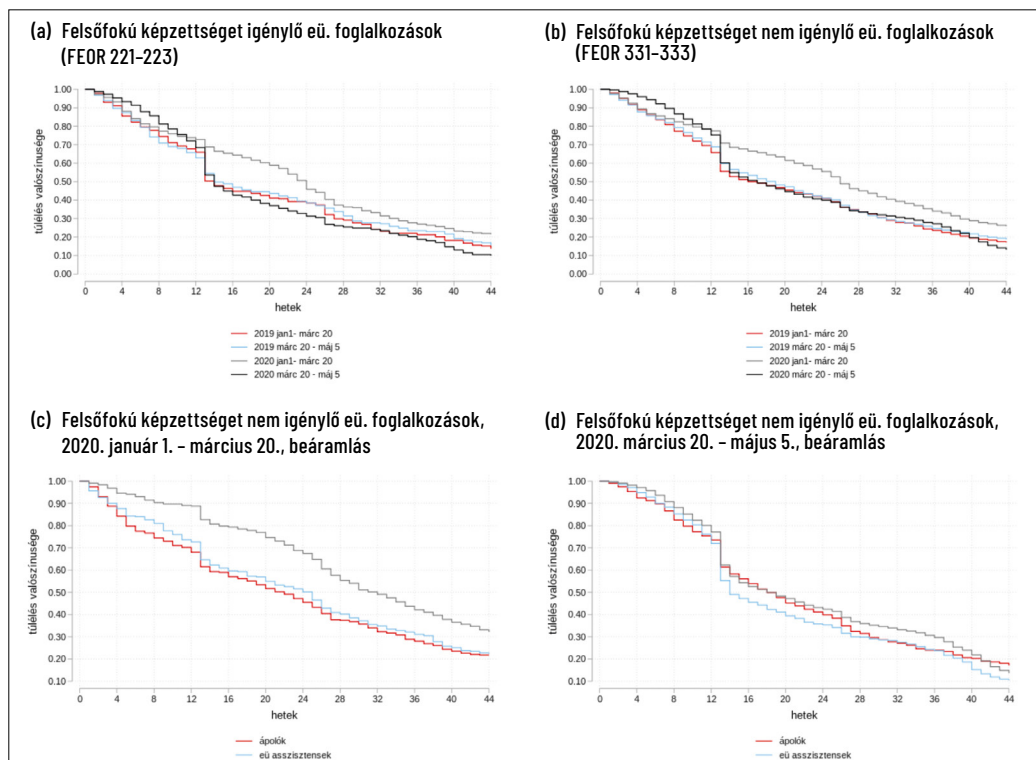 (a) Felsőfokú képzettséget igénylő eü. foglalkozások
(FEOR 221–223)
túlélés valószínusége
1.00
0.90
0.80
0.70
0.60
0.50
0.40
0.30
0.20
0.10
0.00
0 4 8 12 16 20 24 28 32 36 40 44
hetek
2019 jan1- márc 20
2019 márc 20 - máj 5
2020 jan1- márc 20
2020 márc 20 - máj 5
(b) Felsőfokú képzettséget nem igénylő eü. foglalkozások
(FEOR 331–333)
túlélés valószínusége
1.00
0.90
0.80
0.70
0.60
0.50
0.40
0.30
0.20
0.10
0.00
0 4 8 12 16 20 24 28 32 36 40 44
hetek
2019 jan1- márc 20
2019 márc 20 - máj 5
2020 jan1- márc 20
2020 márc 20 - máj 5
(c) Felsőfokú képzettséget nem igénylő eü. foglalkozások,
2020. január 1. – március 20., beáramlás
túlélés valószínusége
1.00
0.90
0.80
0.70
0.60
0.50
0.40
0.30
0.20
0.10
0 4 8 12 16 20 24 28 32 36 40 44
hetek
ápolók
eü asszisztensek
(d) Felsőfokú képzettséget nem igénylő eü. foglalkozások,
2020. március 20. – május 5., beáramlás
túlélés valószínusége
1.00
0.90
0.80
0.70
0.60
0.50
0.40
0.30
0.20
0.10
0 4 8 12 16 20 24 28 32 36 40 44
hetek
ápolók
eü asszisztensek